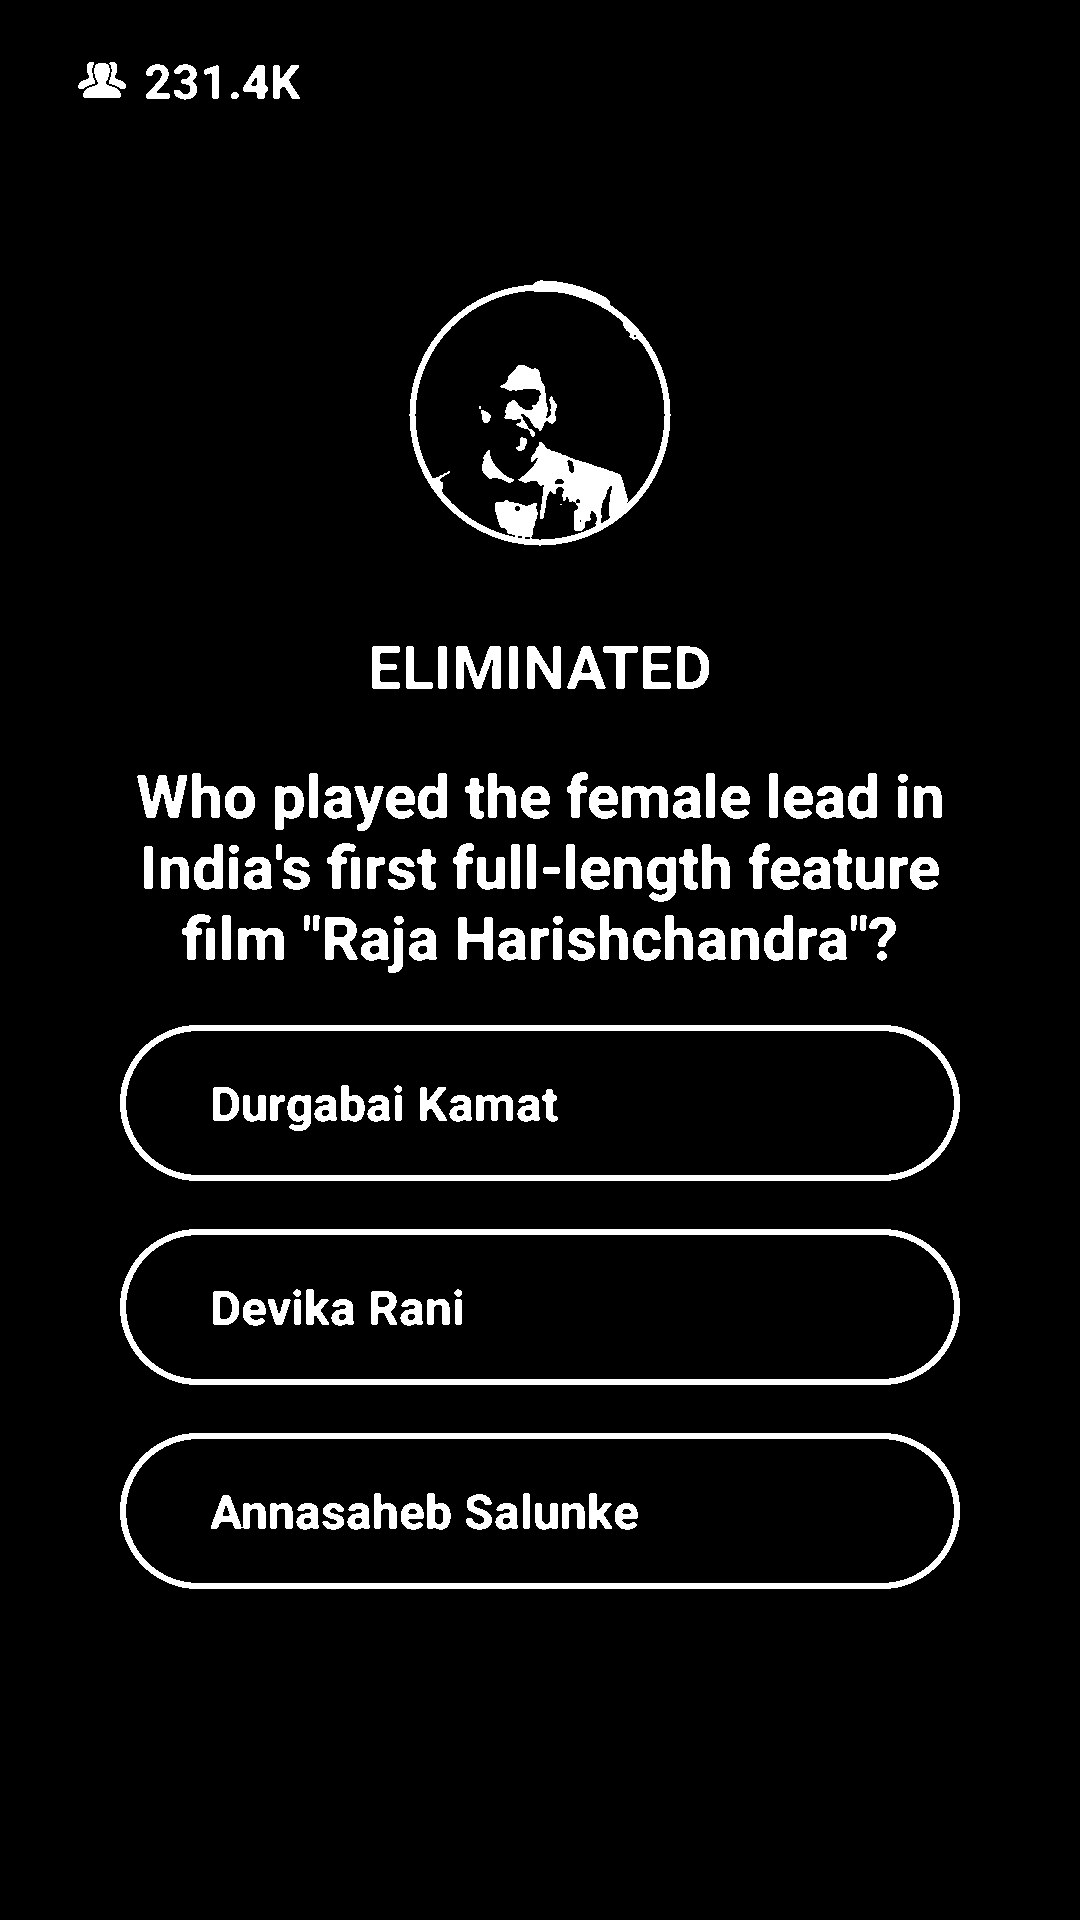 231.4K
ELIMINATED
Who played the female lead in
India's first full-length feature
film "Raja Harishchandra"?
Durgabai Kamat
Devika Rani
Annasaheb Salunke